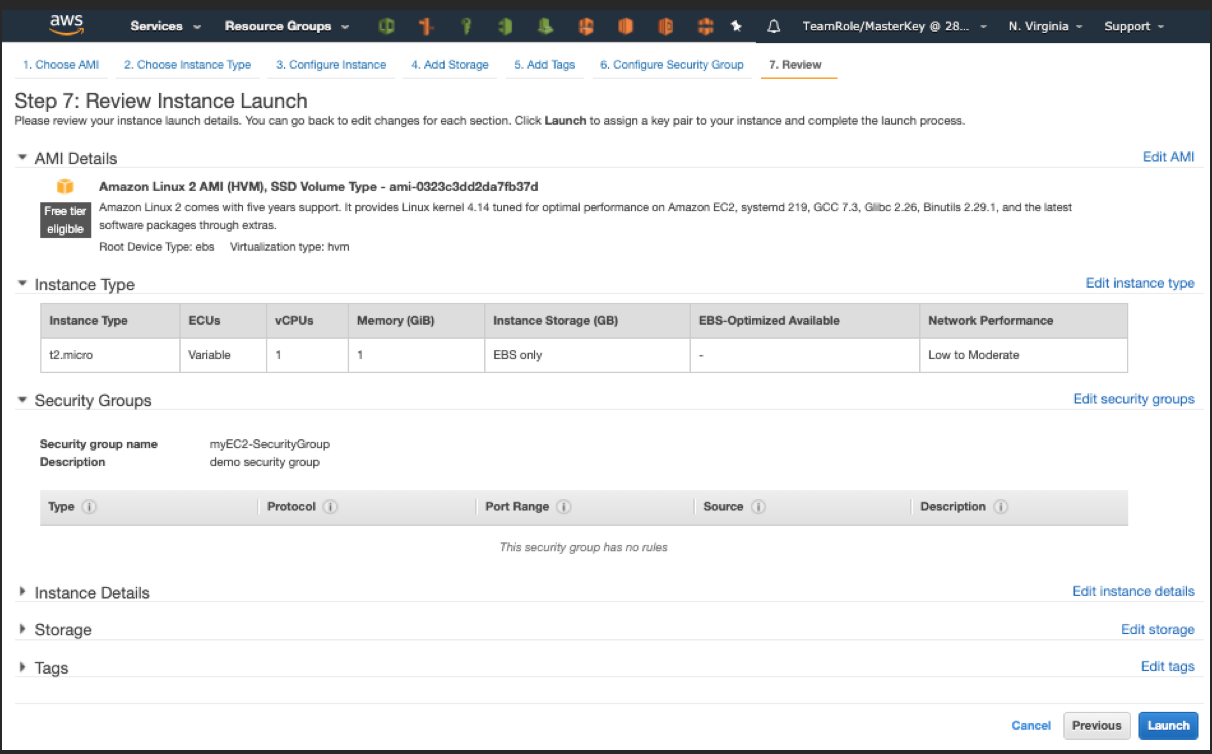 aws Services Resource Groups TeamRole/MasterKey @ 28... N. Virginia Support
1. Choose AMI 2. Choose Instance Type 3. Configure Instance 4. Add Storage 5. Add Tags 6. Configure Security Group 7. Review
Step 7: Review Instance Launch
Please review your instance launch details. You can go back to edit changes for each section. Click Launch to assign a key pair to your instance and complete the launch process.
AMI Details Edit AMI
Amazon Linux 2 AMI (HVM), SSD Volume Type - ami-0323c3dd2da7fb37d
Free tier
eligible
Amazon Linux 2 comes with five years support. It provides Linux kernel 4.14 tuned for optimal performance on Amazon EC2, systemd 219, GCC 7.3, Glibc 2.26, Binutils 2.29.1, and the latest
software packages through extras.
Root Device Type: ebs Virtualization type: hvm
Instance Type Edit instance type
Instance Type ECUs vCPUs Memory (GiB) Instance Storage (GB) EBS-Optimized Available Network Performance
t2.micro Variable 1 1 EBS only - Low to Moderate
Security Groups Edit security groups
Security group name myEC2-SecurityGroup
Description demo security group
Type i Protocol i Port Range i Source i Description i
This security group has no rules
Instance Details Edit instance details
Storage Edit storage
Tags Edit tags
Cancel Previous Launch